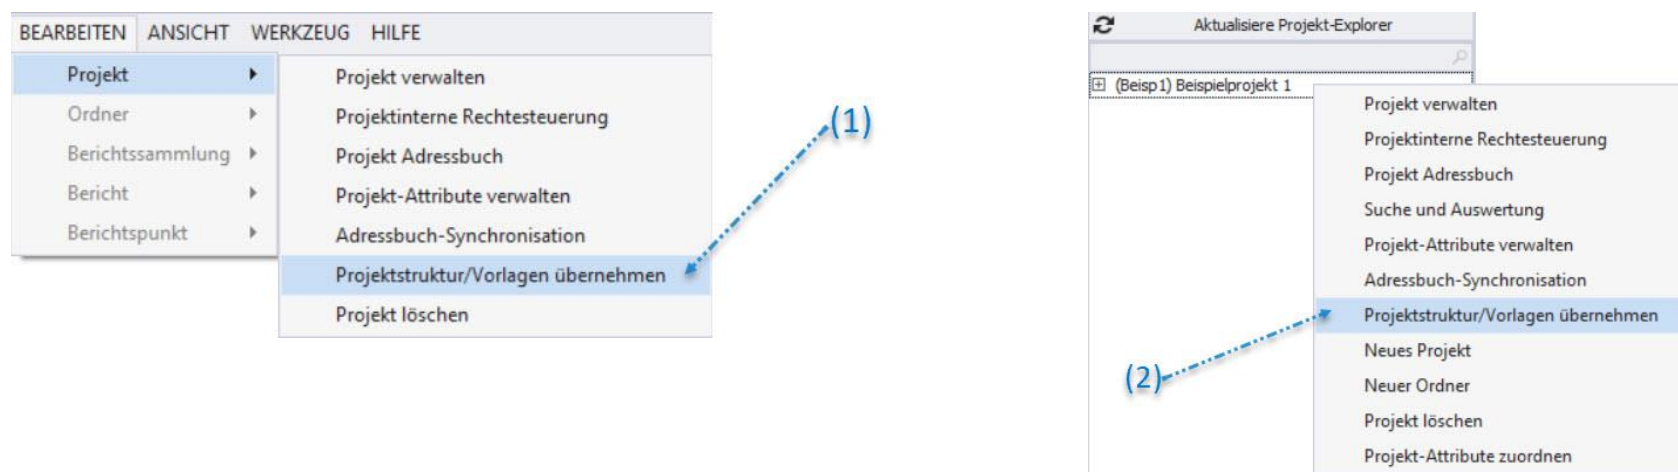 BEARBEITEN ANSICHT WERKZEUG HILFE
Projekt
Ordner
Berichtssammlung
Bericht
Berichtspunkt
Projekt verwalten
Projektinterne Rechtesteuerung
Projekt Adressbuch
Projekt-Attribute verwalten
Adressbuch-Synchronisation
Projektstruktur/Vorlagen übernehmen
Projekt löschen
(1)
Aktualisiere Projekt-Explorer
(Beisp1) Beispielprojekt 1
Projekt verwalten
Projektinterne Rechtesteuerung
Projekt Adressbuch
Suche und Auswertung
Projekt-Attribute verwalten
Adressbuch-Synchronisation
Projektstruktur/Vorlagen übernehmen
Neues Projekt
Neuer Ordner
Projekt löschen
Projekt-Attribute zuordnen
(2)